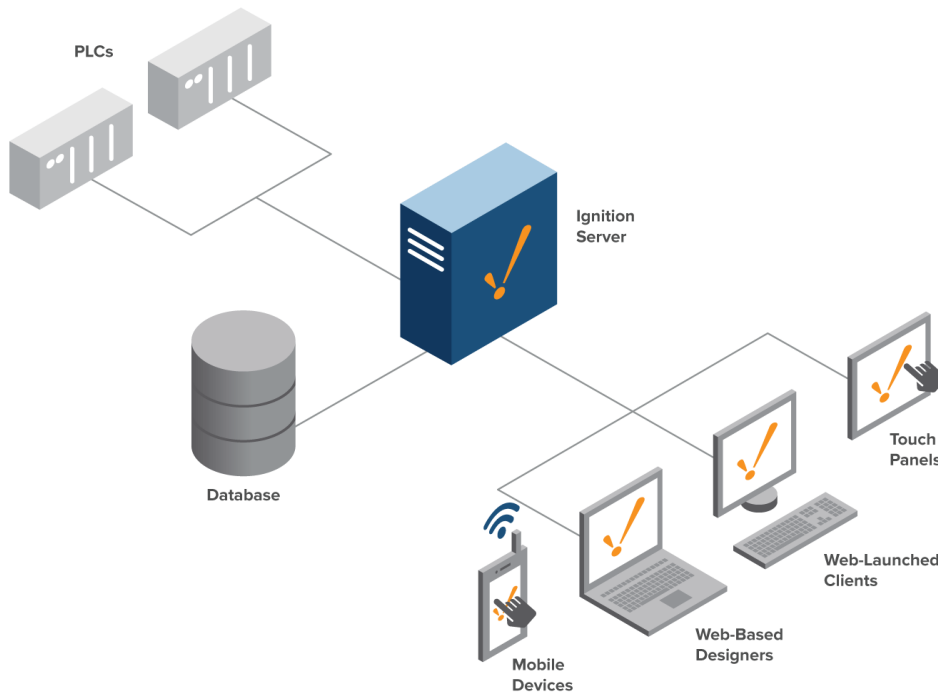 PLCs
Ignition
Server
Database
Touch
Panels
Web-Launched
Clients
Web-Based
Designers
Mobile
Devices